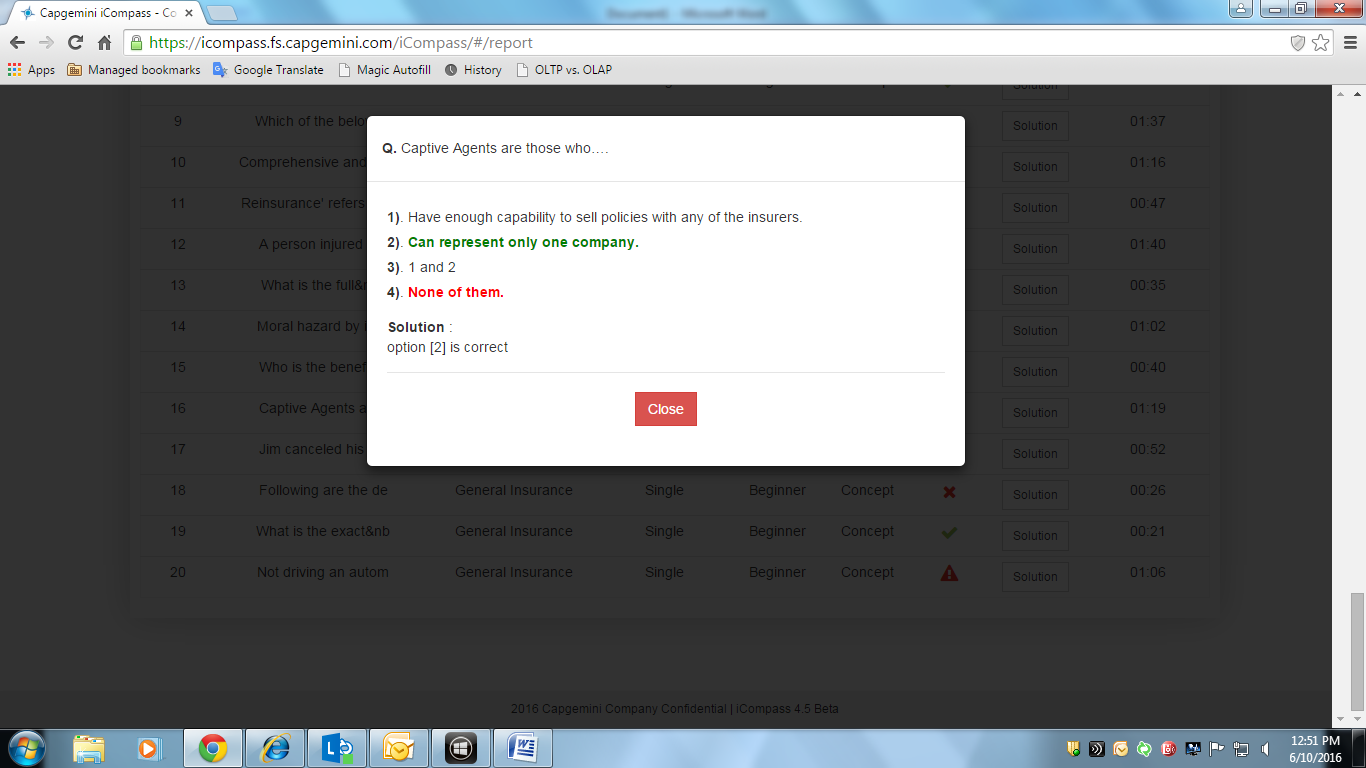 Document1 - Microsoft Word
Capgemini iCompass - Co
https://icompass.fs.capgemini.com/iCompass/#/report
Apps Managed bookmarks Google Translate Magic Autofill History OLTP vs. OLAP
Solution
9 Which of the belo Solution 01:37
10 Comprehensive and Solution 01:16
11 Reinsurance' refers Solution 00:47
12 A person injured Solution 01:40
13 What is the full&n Solution 00:35
14 Moral hazard by Solution 01:02
15 Who is the benef Solution 00:40
16 Captive Agents a Solution 01:19
17 Jim canceled his Solution 00:52
18 Following are the de General Insurance Single Beginner Concept Solution 00:26
19 What is the exact&nb General Insurance Single Beginner Concept Solution 00:21
20 Not driving an autom General Insurance Single Beginner Concept Solution 01:06
Q. Captive Agents are those who....
1). Have enough capability to sell policies with any of the insurers.
2). Can represent only one company.
3). 1 and 2
4). None of them.
Solution :
option [2] is correct
Close
2016 Capgemini Company Confidential | iCompass 4.5 Beta
12:51 PM
6/10/2016